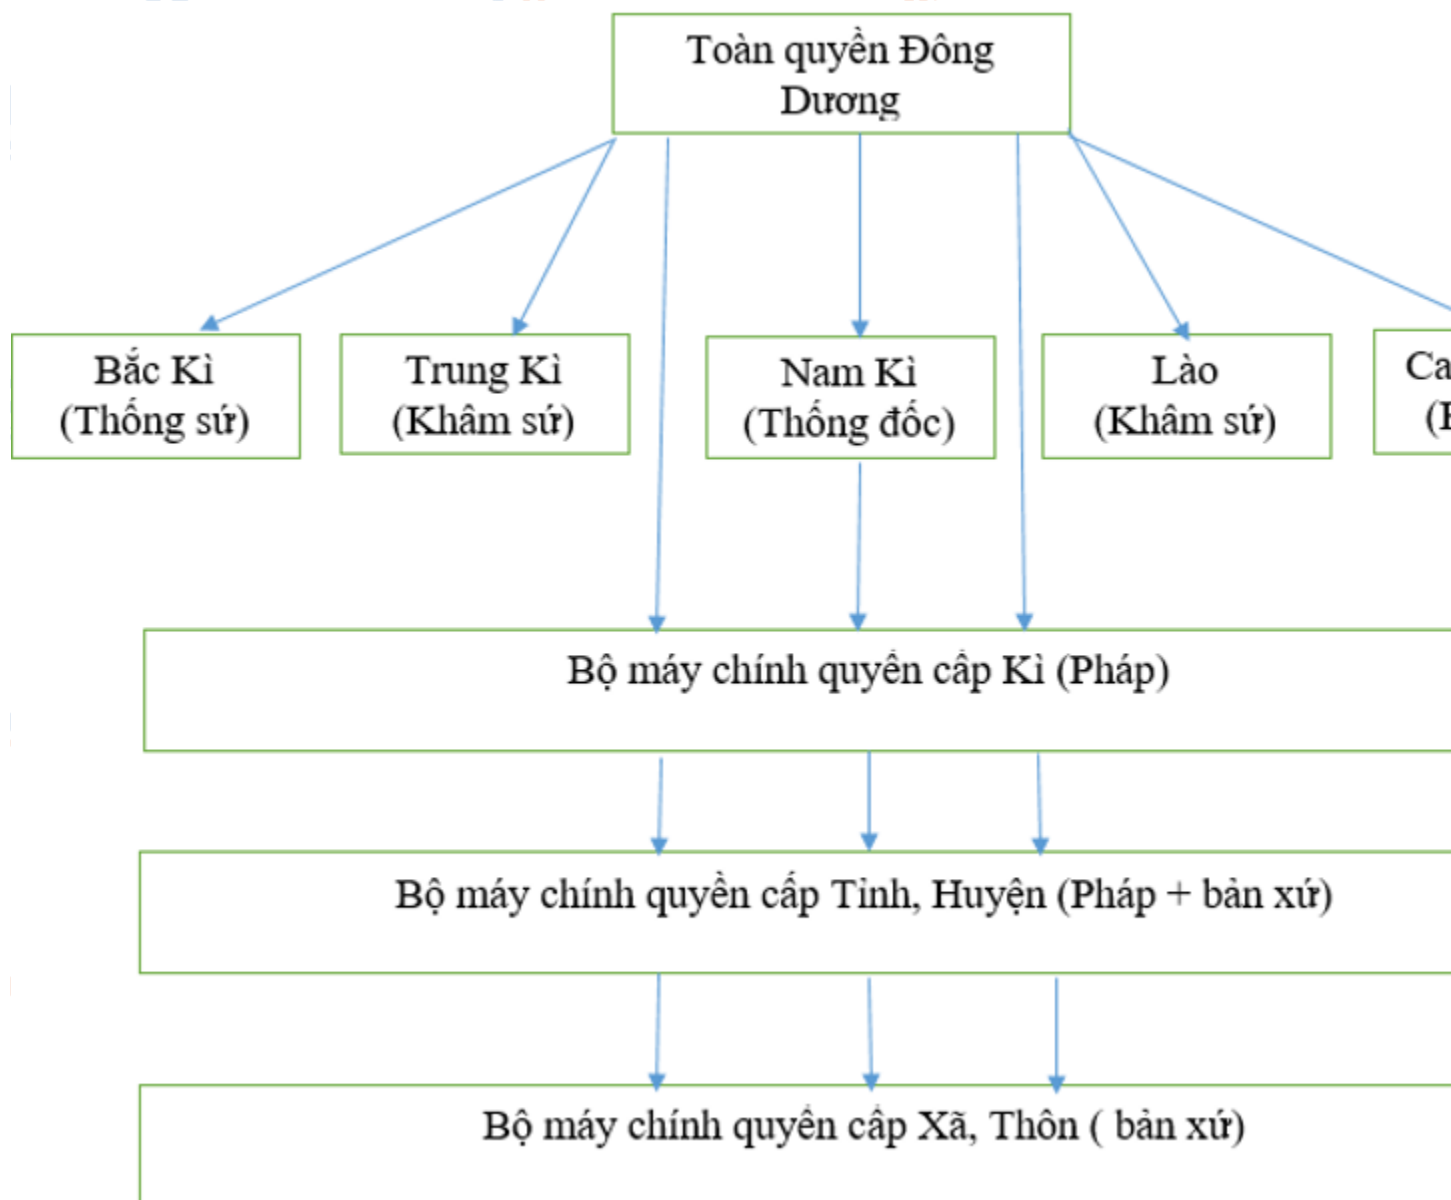 Toàn quyền Đông
Dương
Bắc Kì
(Thống sứ)
Trung Kì
(Khâm sứ)
Nam Kì
(Thống đốc)
Lào
(Khâm sứ)
Bộ máy chính quyền cấp Kì (Pháp)
Bộ máy chính quyền cấp Tỉnh, Huyện (Pháp + bản xứ)
Bộ máy chính quyền cấp Xã, Thôn ( bản xứ)